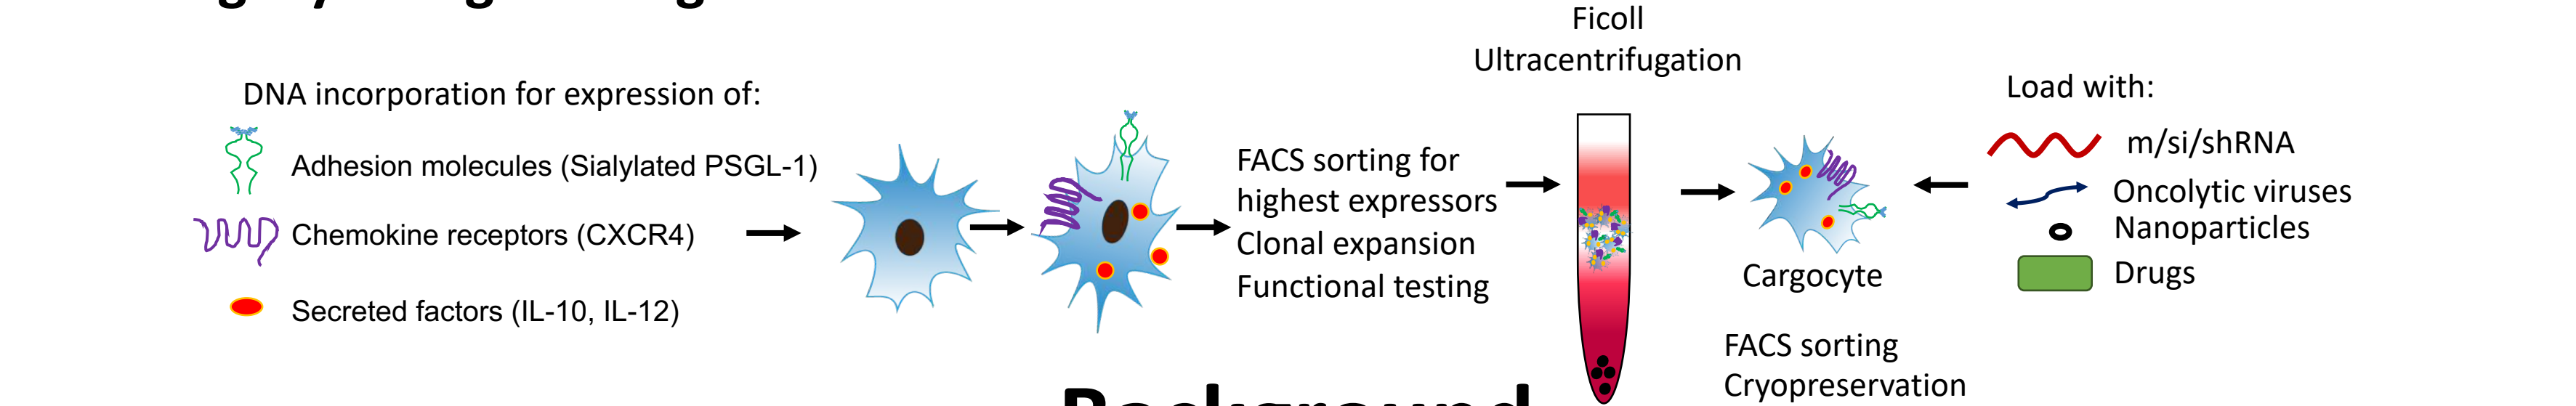 DNA incorporation for expression of:
Adhesion molecules (Sialylated PSGL-1)
Chemokine receptors (CXCR4)
Secreted factors (IL-10, IL-12)
FACS sorting for
highest expressors
Clonal expansion
Functional testing
Ficoll
Ultracentrifugation
Cargocyte
FACS sorting
Cryopreservation
Load with:
m/si/shRNA
Oncolytic viruses
Nanoparticles
Drugs
Background